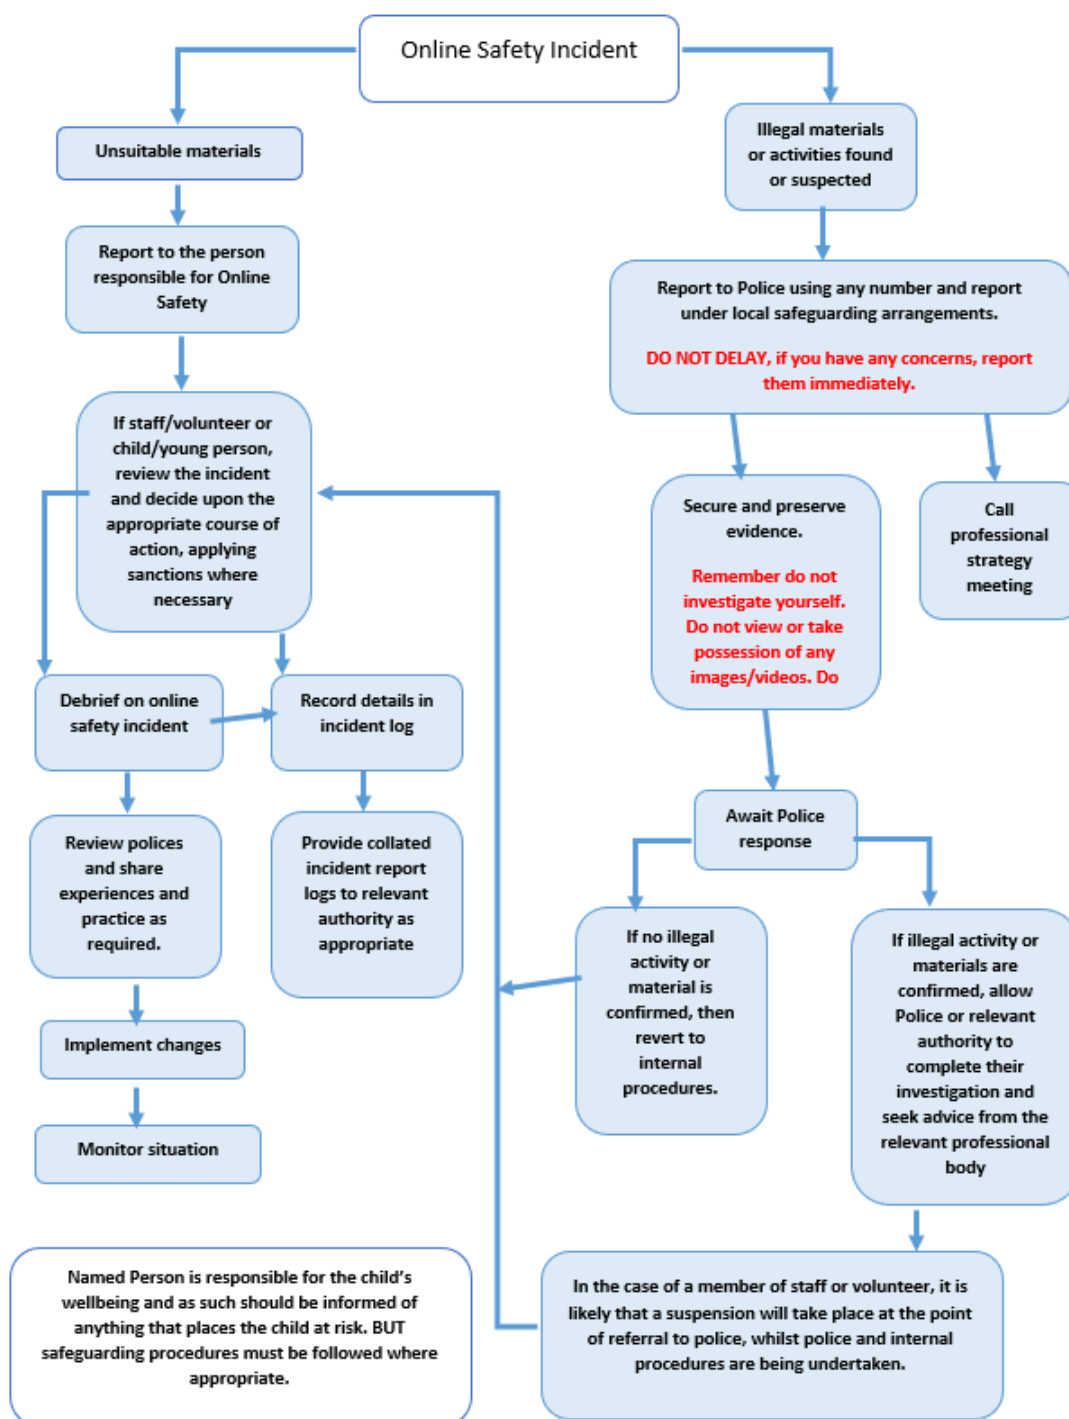 Online Safety Incident
Unsuitable materials
Illegal materials
or activities found
or suspected
Report to the person
responsible for Online
Safety
Report to Police using any number and report
under local safeguarding arrangements.
DO NOT DELAY, if you have any concerns, report
them immediately.
If staff/volunteer or
child/young person,
review the incident
and decide upon the
appropriate course of
action, applying
sanctions where
necessary
Secure and preserve
evidence.
Remember do not
investigate yourself.
Do not view or take
possession of any
images/videos. Do
Call
professional
strategy
meeting
Debrief on online
safety incident
Record details in
incident log
Review polices
and share
experiences and
practice as
required.
Provide collated
incident report
logs to relevant
authority as
appropriate
Await Police
response
If no illegal
activity or
material is
confirmed, then
revert to
internal
procedures.
If illegal activity or
materials are
confirmed, allow
Police or relevant
authority to
complete their
investigation and
seek advice from the
relevant professional
body
Implement changes
Monitor situation
Named Person is responsible for the child's
wellbeing and as such should be informed of
anything that places the child at risk. BUT
safeguarding procedures must be followed where
appropriate.
In the case of a member of staff or volunteer, it is
likely that a suspension will take place at the point
of referral to police, whilst police and internal
procedures are being undertaken.